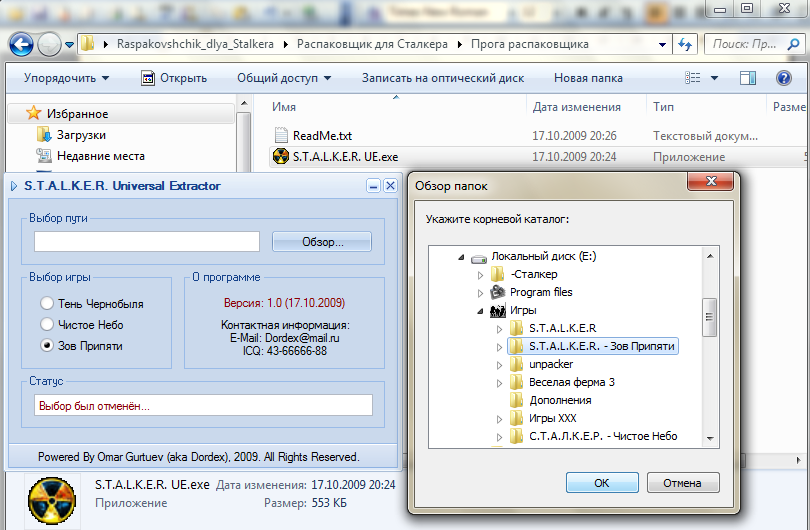 Raspakovshchik_dlya_Stalkera ▸ Распаковщик для Сталкера ▸ Прога распаковщика
Поиск: Пр...
Упорядочить Открыть Общий доступ Записать на оптический диск Новая папка
Имя Дата изменения Тип Разме
Избранное
Загрузки
Недавние места
ReadMe.txt 17.10.2009 20:26 Текстовый докум...
S.T.A.L.K.E.R. UE.exe 17.10.2009 20:24 Приложение
S.T.A.L.K.E.R. Universal Extractor
Выбор пути
Обзор...
Выбор игры
Тень Чернобыля
Чистое Небо
Зов Припяти
О программе
Версия: 1.0 (17.10.2009)
Контактная информация:
E-Mail: Dordex@mail.ru
ICQ: 43-66666-88
Статус
Выбор был отменён...
Powered By Omar Gurtuev (aka Dordex), 2009. All Rights Reserved.
Обзор папок
Укажите корневой каталог:
Локальный диск (E:)
-Сталкер
Program files
Игры
S.T.A.L.K.E.R
S.T.A.L.K.E.R. - Зов Припяти
unpacker
Веселая ферма 3
Дополнения
Игры XXX
С.Т.А.Л.К.Е.Р. - Чистое Небо
OK
Отмена
S.T.A.L.K.E.R. UE.exe Дата изменения: 17.10.2009 20:24
Приложение Размер: 553 КБ